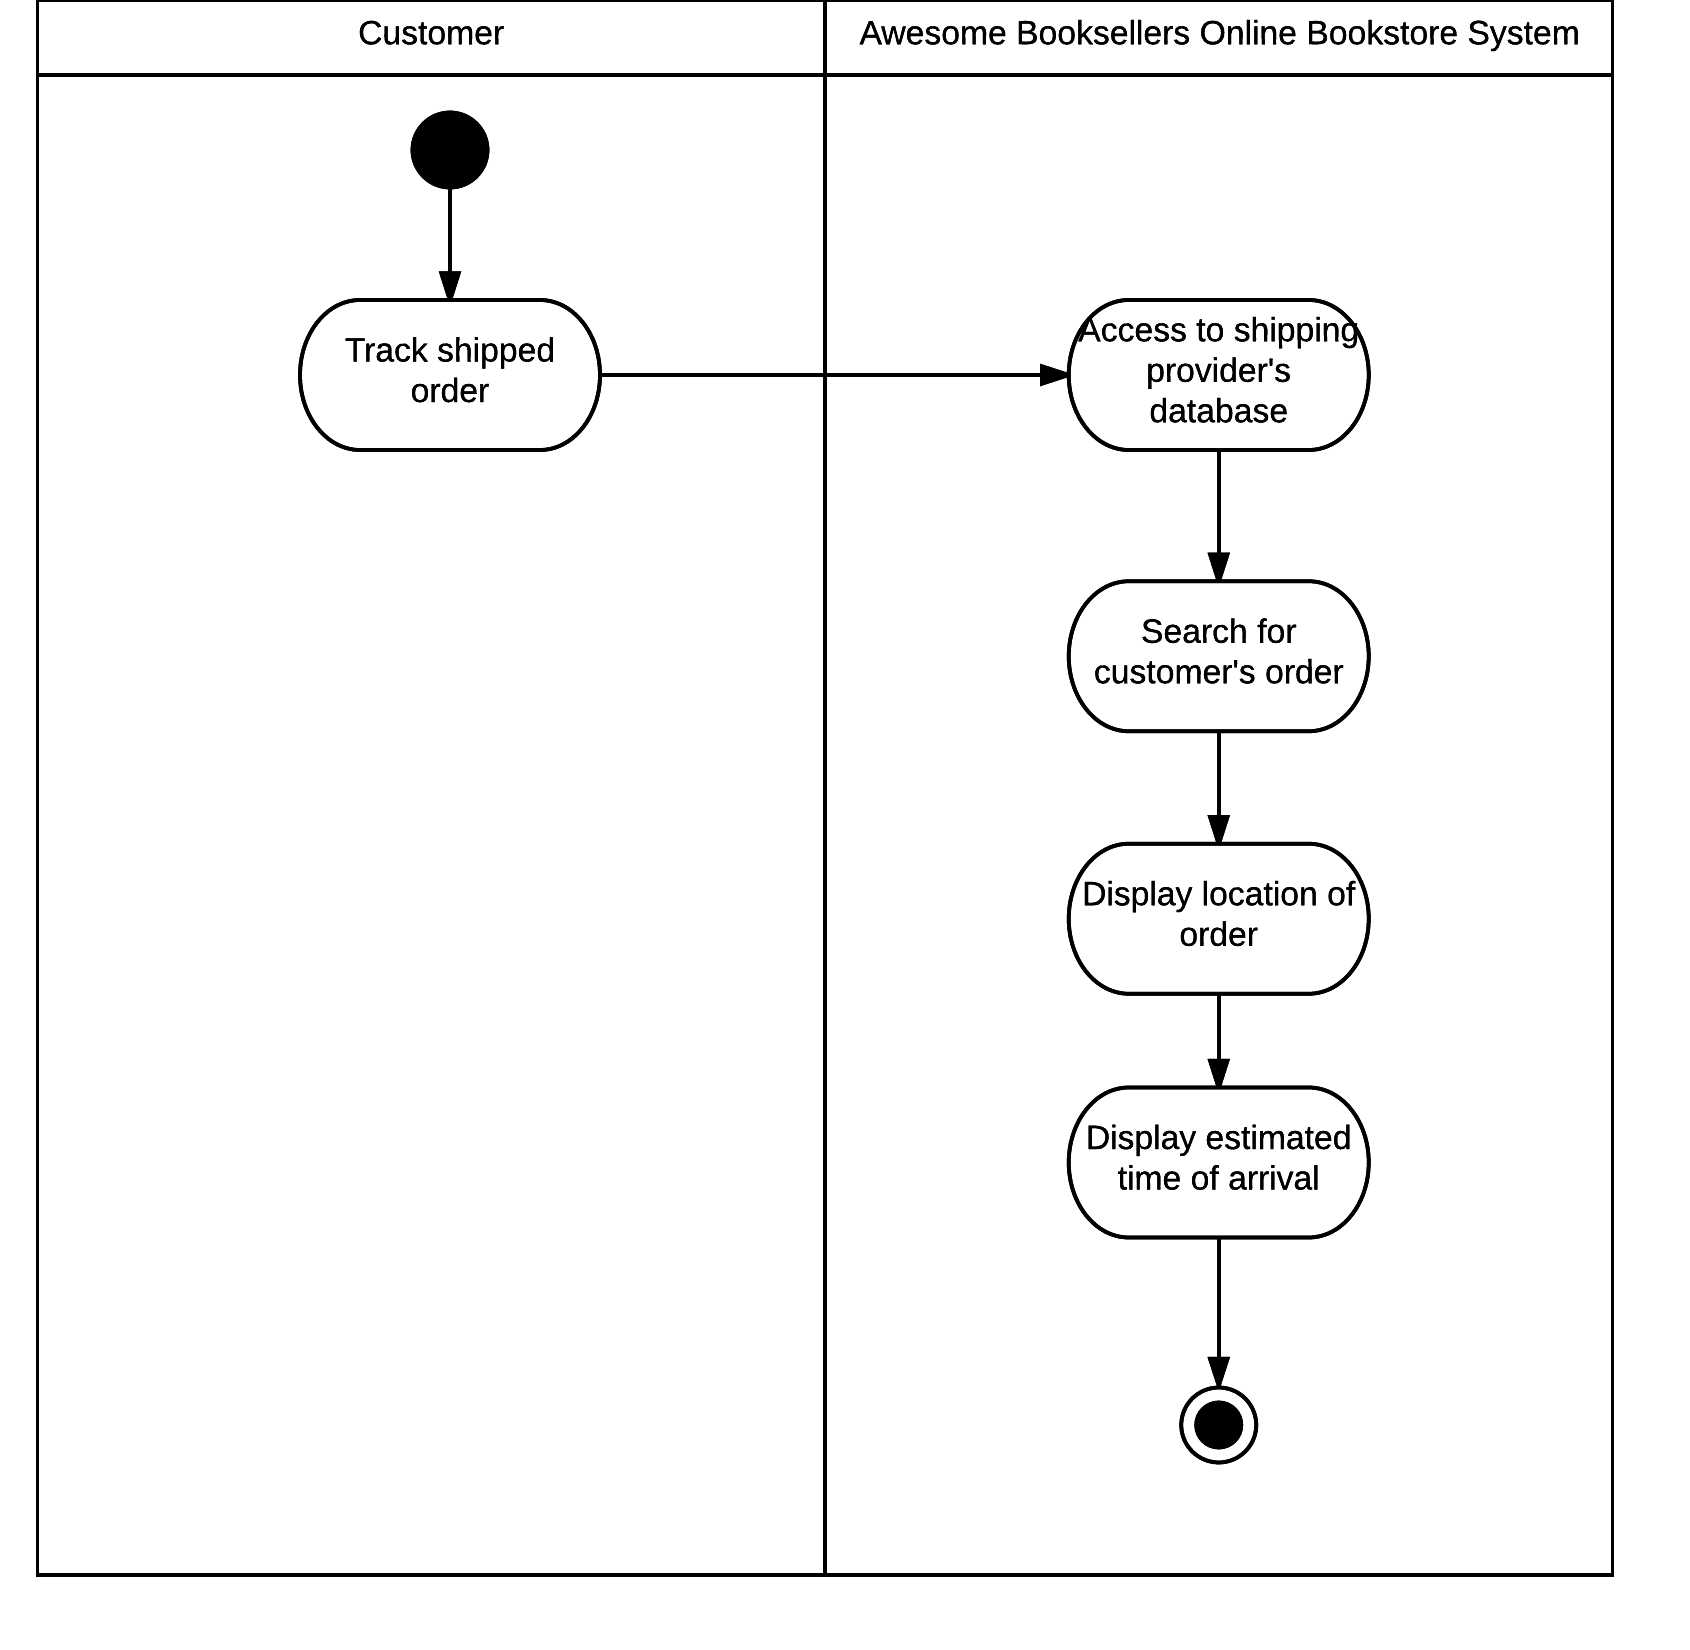 Customer
Awesome Booksellers Online Bookstore System
Track shipped
order
Access to shipping
provider's
database
Search for
customer's order
Display location of
order
Display estimated
time of arrival